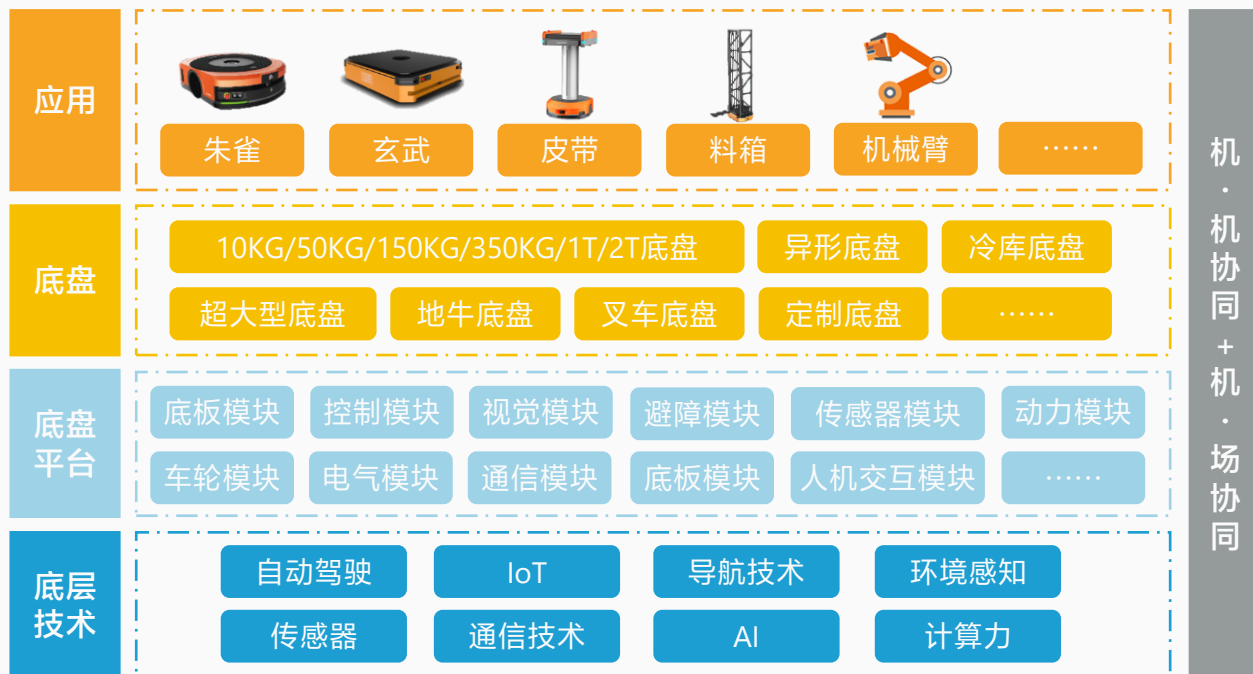 应用
朱雀
玄武
皮带
料箱
机械臂
……
底盘
10KG/50KG/150KG/350KG/1T/2T底盘
异形底盘
冷库底盘
超大型底盘
地牛底盘
叉车底盘
定制底盘
……
底盘
平台
底板模块
控制模块
视觉模块
避障模块
传感器模块
动力模块
车轮模块
电气模块
通信模块
底板模块
人机交互模块
……
底层
技术
自动驾驶
IoT
导航技术
环境感知
传感器
通信技术
AI
计算力
机·机协同+机·场协同